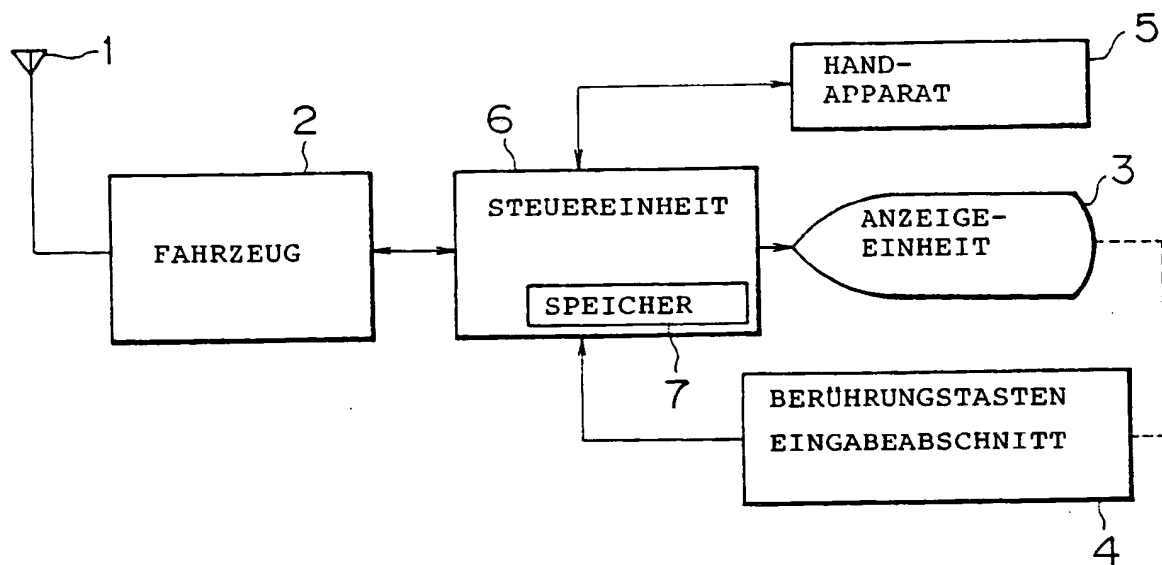 1
5
HAND-
APPARAT
2
6
3
STEUEREINHEIT
ANZEIGE-
EINHEIT
FAHRZEUG
SPEICHER
7
BERÜHRUNGSTASTEN
EINGABEABSCHNITT
4